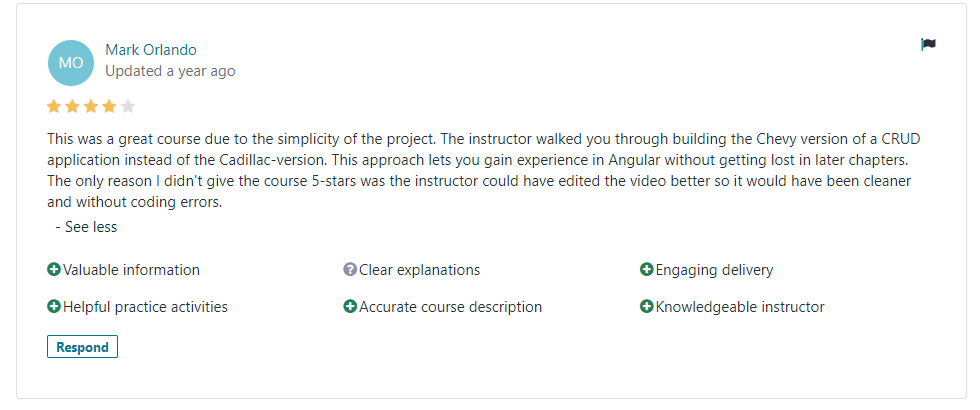 MO
Mark Orlando
Updated a year ago
This was a great course due to the simplicity of the project. The instructor walked you through building the Chevy version of a CRUD
application instead of the Cadillac-version. This approach lets you gain experience in Angular without getting lost in later chapters.
The only reason I didn't give the course 5-stars was the instructor could have edited the video better so it would have been cleaner
and without coding errors.
- See less
Valuable information
Clear explanations
Engaging delivery
Helpful practice activities
Accurate course description
Knowledgeable instructor
Respond